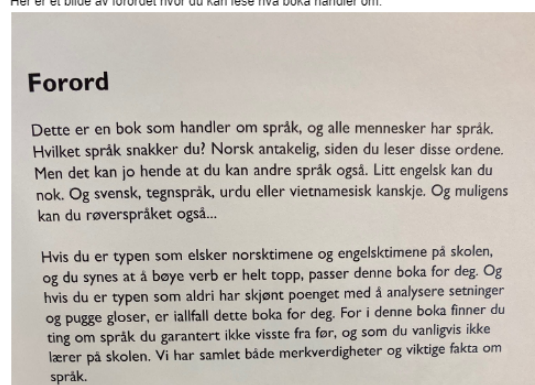 Her er et bilde av forordet hvor du kan lese hva boka handler om.
Forord
Dette er en bok som handler om språk, og alle mennesker har språk.
Hvilket språk snakker du? Norsk antakelig, siden du leser disse ordene.
Men det kan jo hende at du kan andre språk også. Litt engelsk kan du
nok. Og svensk, tegnspråk, urdu eller vietnamesisk kanskje. Og muligens
kan du røverspråket også...
Hvis du er typen som elsker norsktimene og engelsktimene på skolen,
og du synes at å bøye verb er helt topp, passer denne boka for deg. Og
hvis du er typen som aldri har skjønt poenget med å analysere setninger
og pugge gloser, er iallfall dette boka for deg. For i denne boka finner du
ting om språk du garantert ikke visste fra før, og som du vanligvis ikke
lærer på skolen. Vi har samlet både merkverdigheter og viktige fakta om
språk.